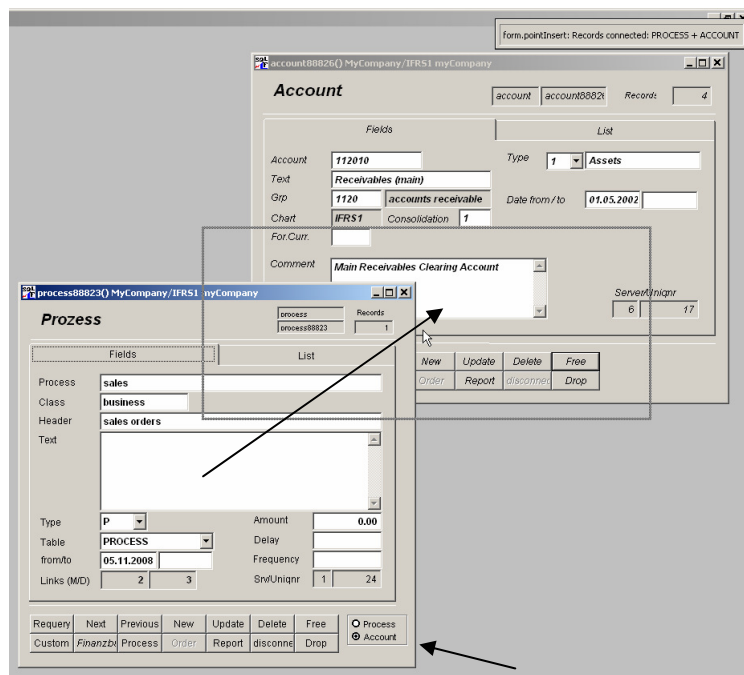 form.pointInsert: Records connected: PROCESS + ACCOUNT
account88826() MyCompany/IFRS1 myCompany
Account
account account8882 Records 4
Fields List
Account 112010 Type 1 Assets
Text Receivables (main)
Grp 1120 accounts receivable Date from / to 01.05.2002
Chart IFRS1 Consolidation 1
For.Curr.
Comment Main Receivables Clearing Account
Server/Uniqnr
6 17
New Update Delete Free
Order Report disconnec Drop
process88823() MyCompany/IFRS1 myCompany
Prozess
process Records
process88823 1
Fields List
Process sales
Class business
Header sales orders
Text
Type P Amount 0.00
Table PROCESS Delay
from/to 05.11.2008 Frequency
Links (M/D) 2 3 Srv/Uniqnr 1 24
Requery Next Previous New Update Delete Free Process
Custom Finanzb Process Order Report disconne Drop Account